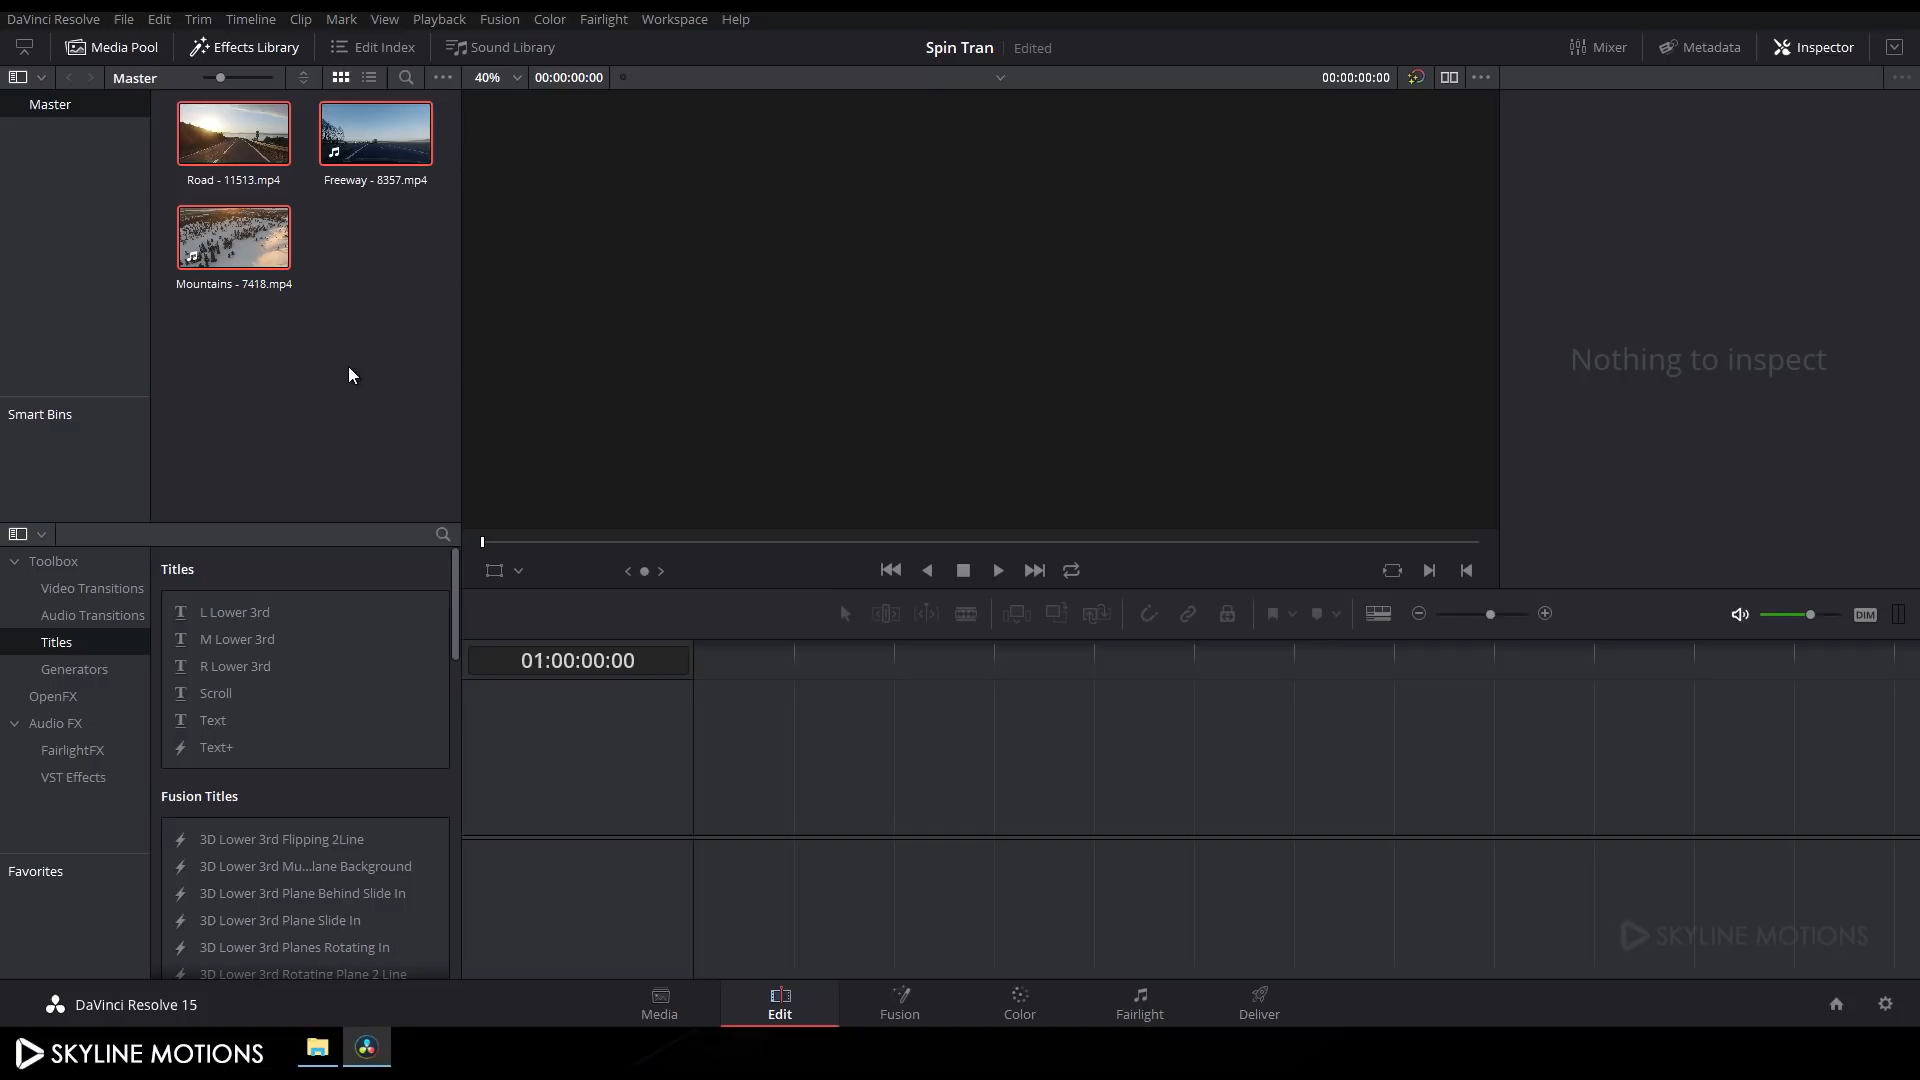 DaVinci Resolve File Edit Trim Timeline Clip Mark View Playback Fusion Color Fairlight Workspace Help
Media Pool Effects Library Edit Index Sound Library Spin Tran Edited Mixer Metadata Inspector
Master 40% 00:00:00:00 00:00:00:00
Master
Road - 11513.mp4 Freeway - 8357.mp4
Mountains - 7418.mp4
Nothing to inspect
Smart Bins
Toolbox
Video Transitions
Audio Transitions
Titles
Generators
OpenFX
Audio FX
FairlightFX
VST Effects
Favorites
Titles
L Lower 3rd
M Lower 3rd
R Lower 3rd
Scroll
Text
Text+
Fusion Titles
3D Lower 3rd Flipping 2Line
3D Lower 3rd Mu...lane Background
3D Lower 3rd Plane Behind Slide In
3D Lower 3rd Plane Slide In
3D Lower 3rd Planes Rotating In
3D Lower 3rd Rotating Plane 2 Line
DIM
01:00:00:00
SKYLINE MOTIONS
DaVinci Resolve 15 Media Edit Fusion Color Fairlight Deliver
SKYLINE MOTIONS